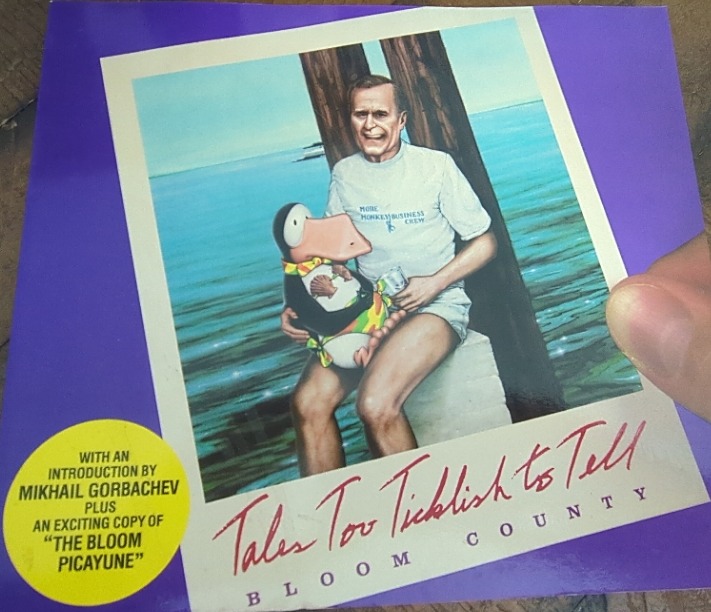 MORE
MONKEY BUSINESS
CREW
Tales Too Ticklish to Tell
BLOOM COUNTY
WITH AN
INTRODUCTION BY
MIKHAIL GORBACHEV
PLUS
AN EXCITING COPY OF
"THE BLOOM
PICAYUNE"